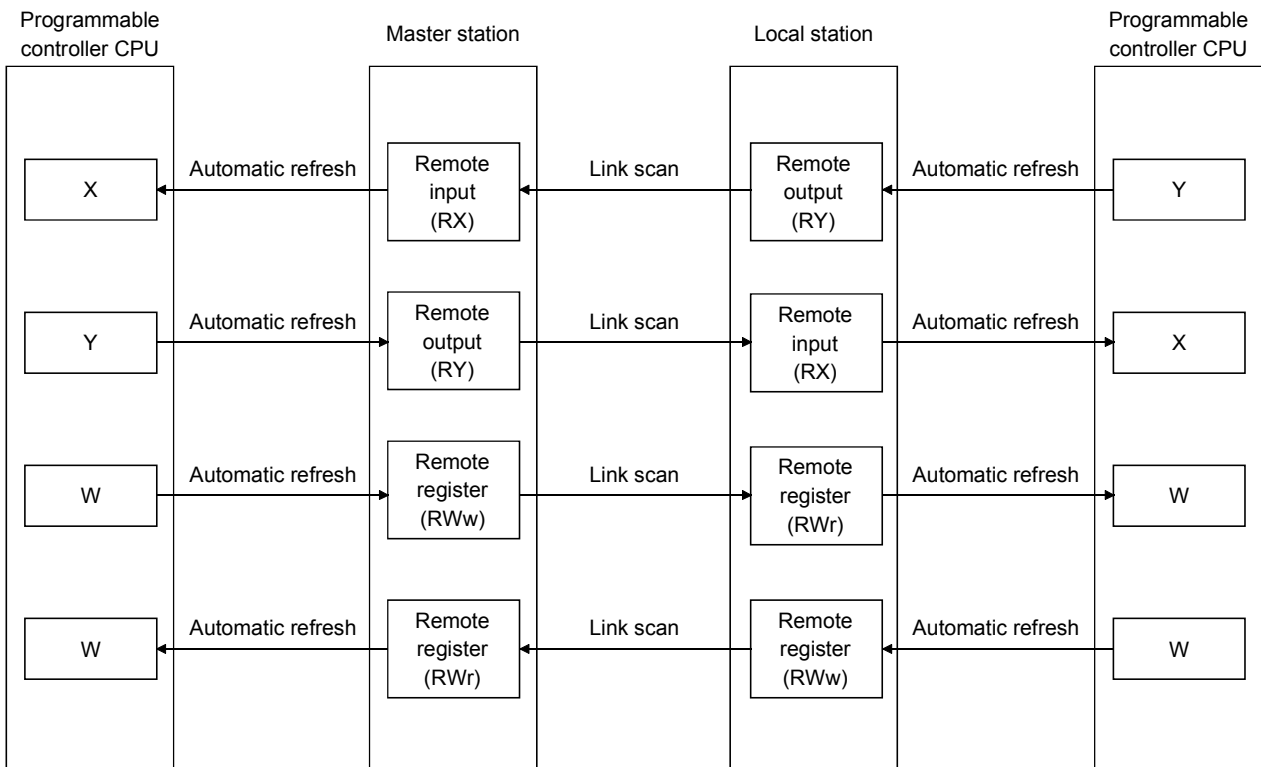 Programmable
controller CPU
Master station
Local station
Programmable
controller CPU
X
Automatic refresh
Remote
input
(RX)
Link scan
Remote
output
(RY)
Automatic refresh
Y
Y
Automatic refresh
Remote
output
(RY)
Link scan
Remote
input
(RX)
Automatic refresh
X
W
Automatic refresh
Remote
register
(RWw)
Link scan
Remote
register
(RWr)
Automatic refresh
W
W
Automatic refresh
Remote
register
(RWr)
Link scan
Remote
register
(RWw)
Automatic refresh
W